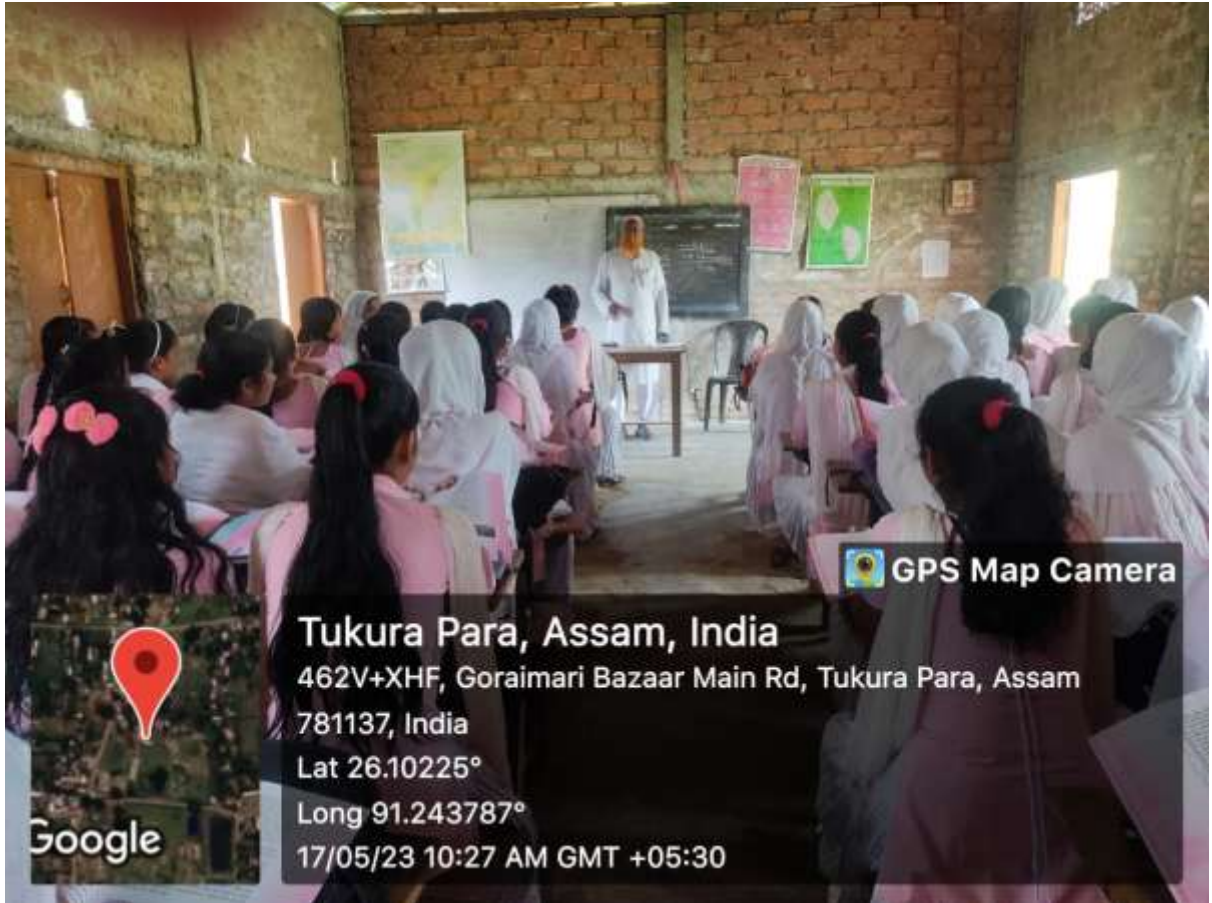 GPS Map Camera
Tukura Para, Assam, India
462V+XHF, Goraimari Bazaar Main Rd, Tukura Para, Assam
781137, India
Lat 26.10225°
Long 91.243787°
17/05/23 10:27 AM GMT +05:30
Google